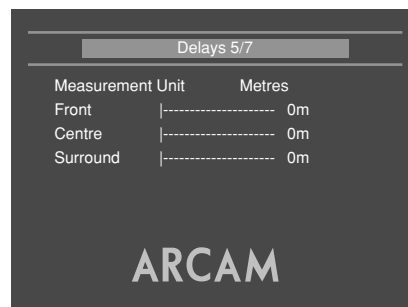 Delays 5/7
Measurement Unit Metres
Front |--------------------- 0m
Centre |--------------------- 0m
Surround |--------------------- 0m
ARCAM